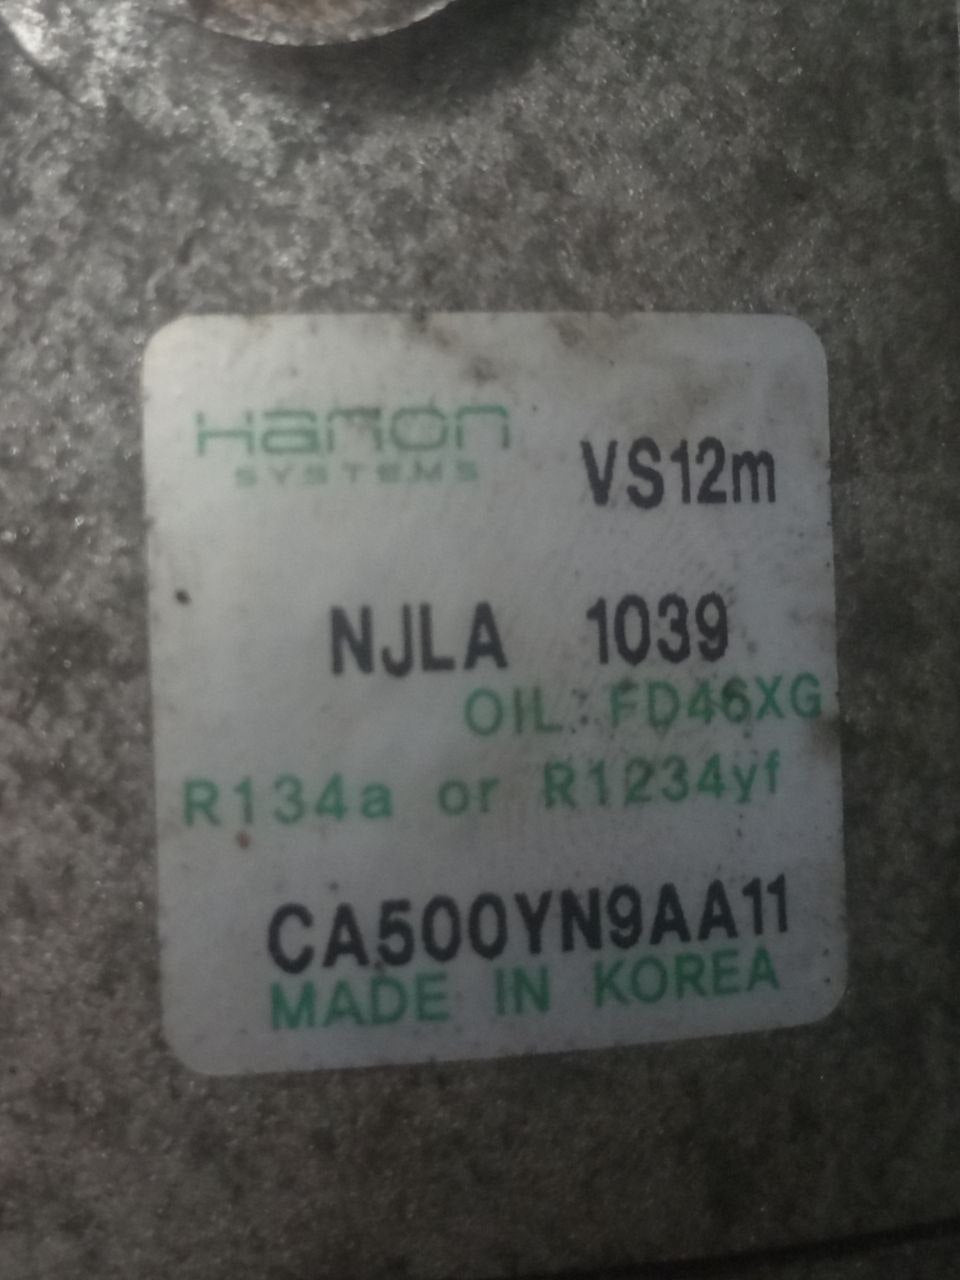 Hanon
SYSTEMS
VS12m
NJLA 1039
OIL: FD46XG
R134a or R1234yf
CA500YN9AA11
MADE IN KOREA